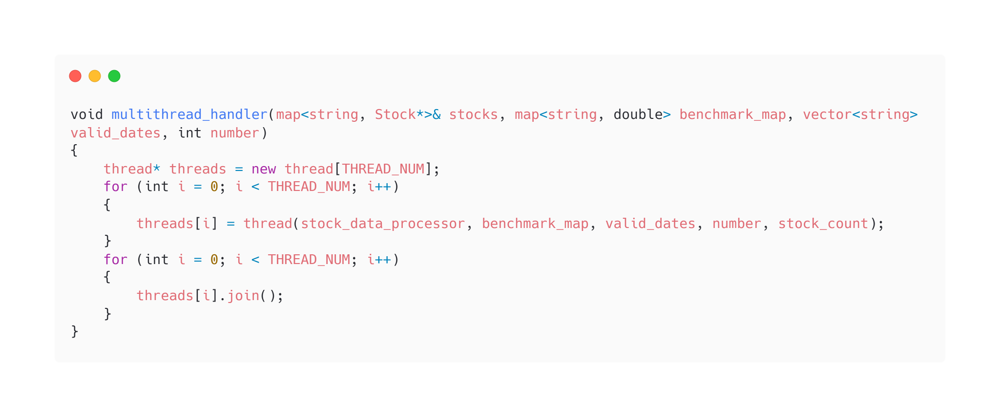 void multithread_handler(map<string, Stock*>& stocks, map<string, double> benchmark_map, vector<string>
valid_dates, int number)
{
    thread* threads = new thread[THREAD_NUM];
    for (int i = 0; i < THREAD_NUM; i++)
    {
        threads[i] = thread(stock_data_processor, benchmark_map, valid_dates, number, stock_count);
    }
    for (int i = 0; i < THREAD_NUM; i++)
    {
        threads[i].join();
    }
}